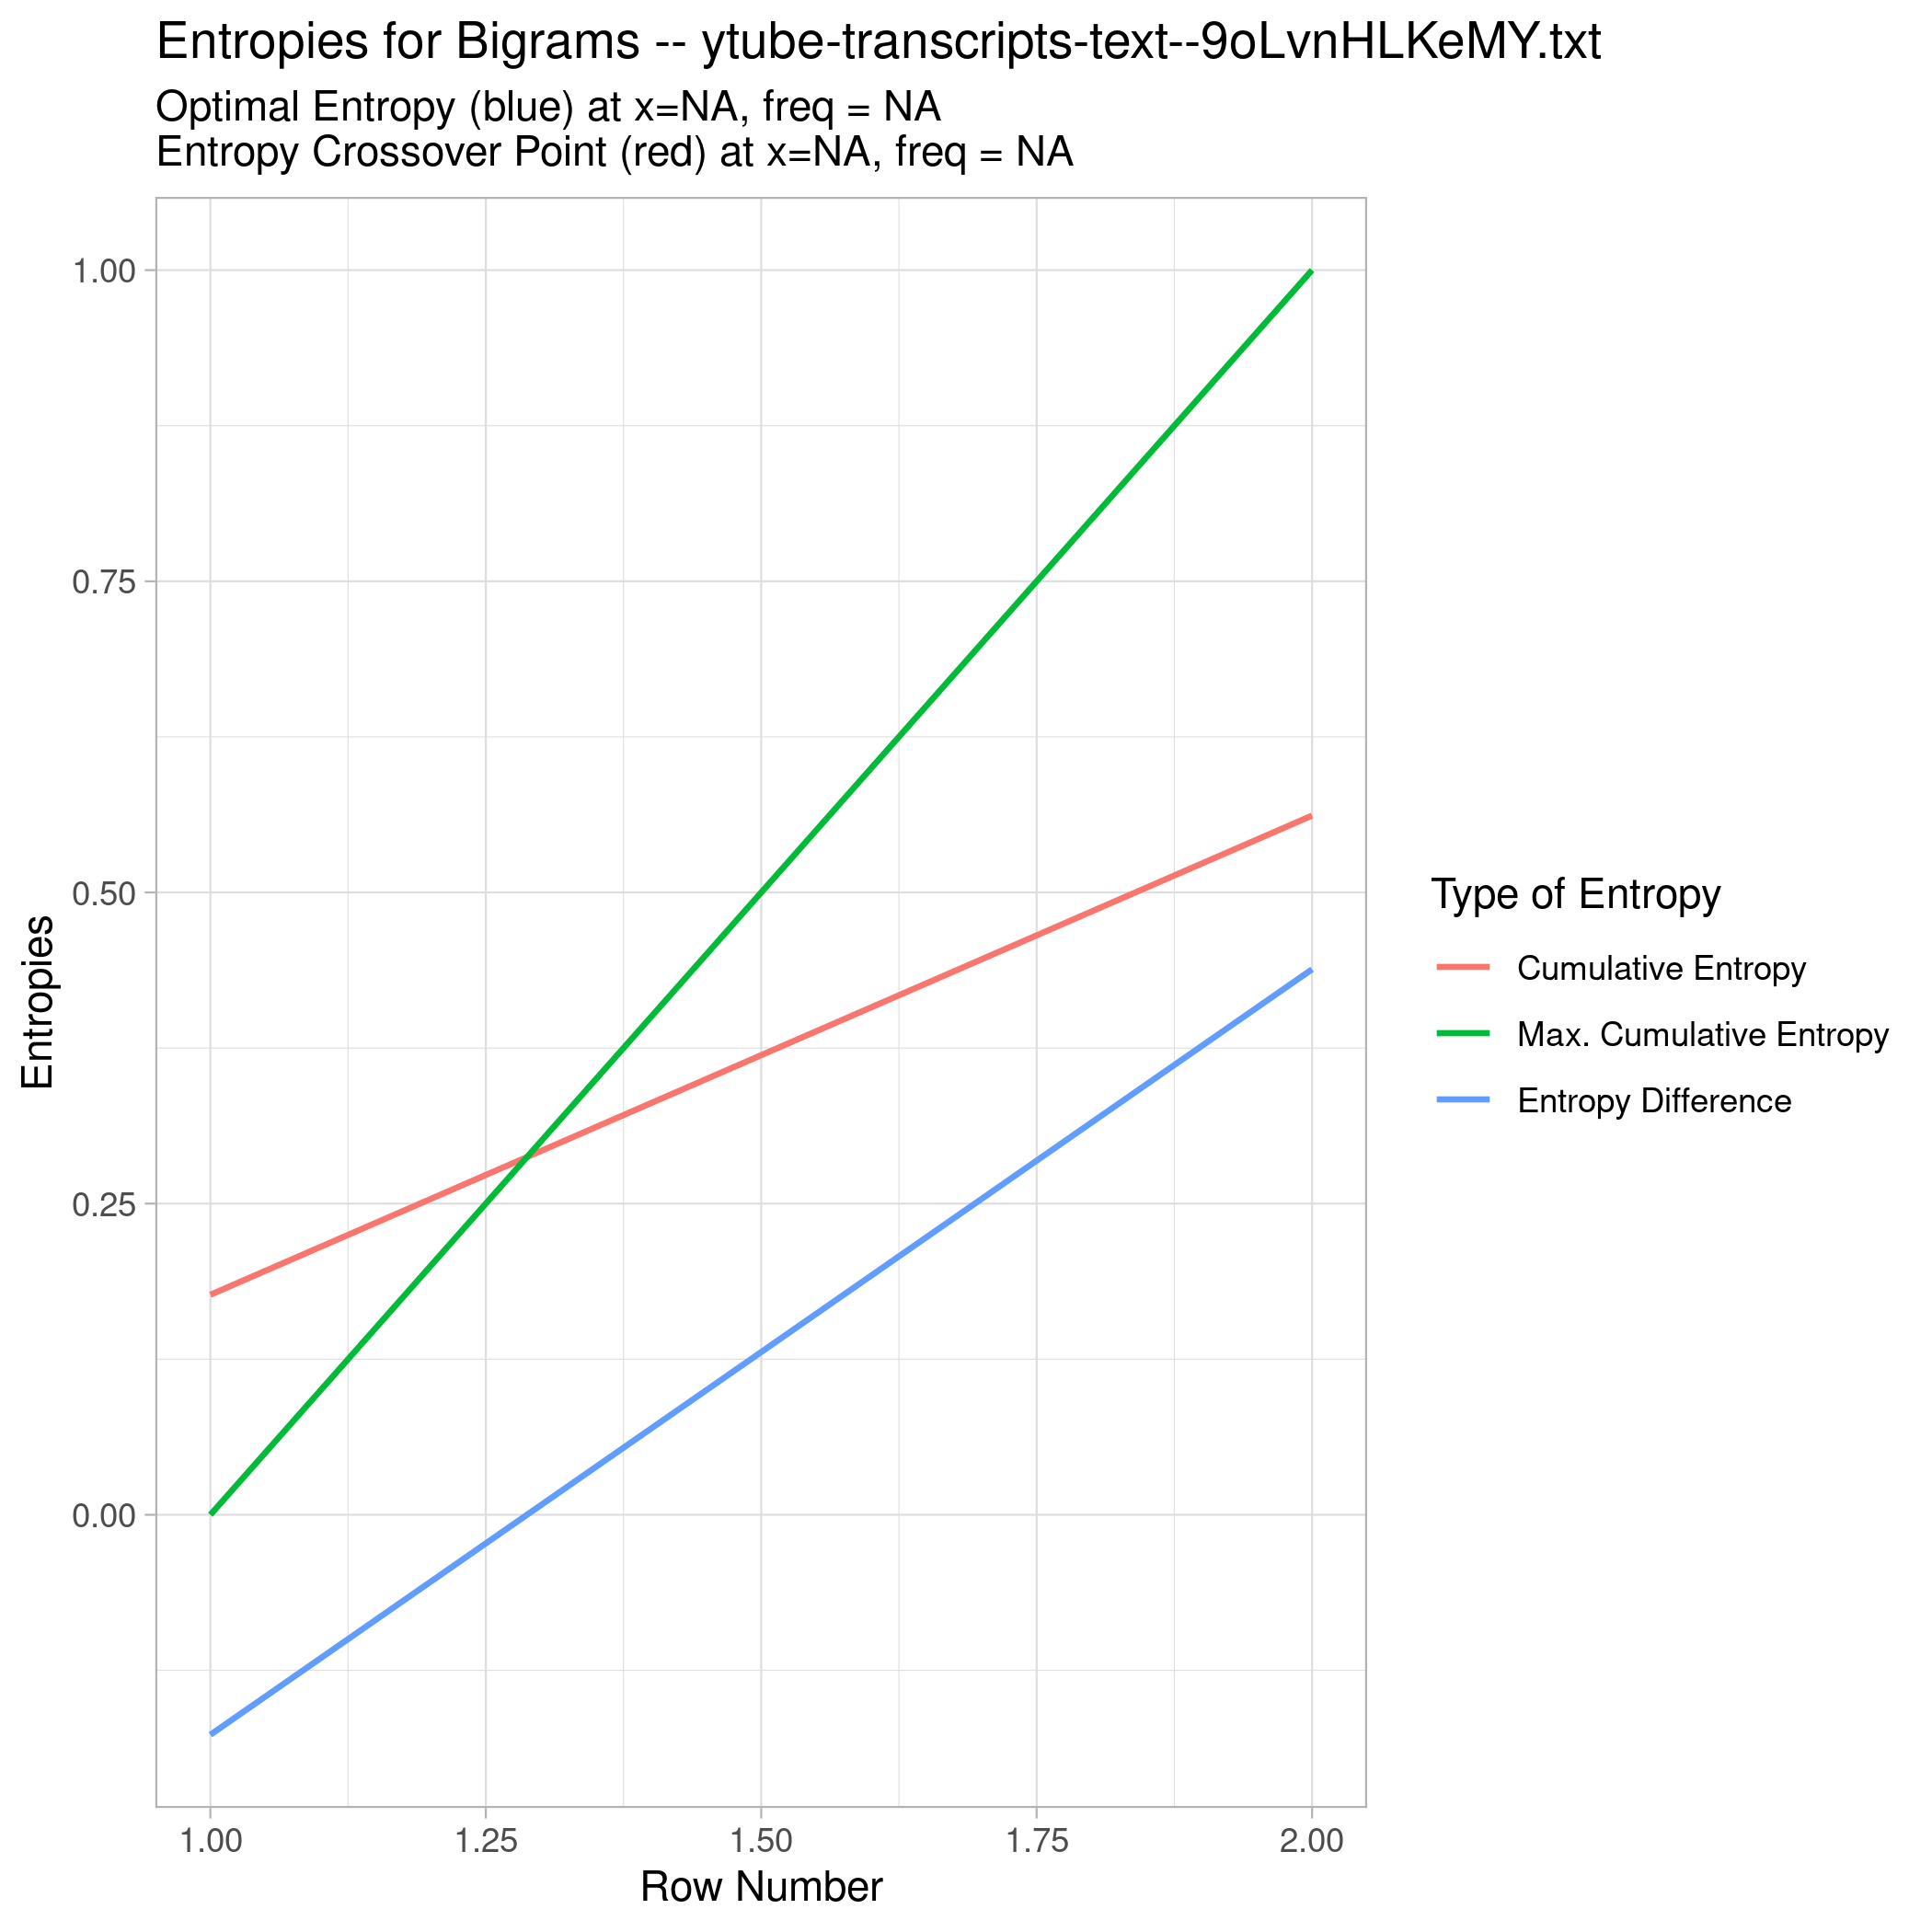 Entropies for Bigrams -- ytube-transcripts-text--9oLvnHLKeMY.txt
Optimal Entropy (blue) at x=NA, freq = NA
Entropy Crossover Point (red) at x=NA, freq = NA
1.00
0.75
0.50
0.25
0.00
Entropies
1.00 1.25 1.50 1.75 2.00
Row Number
Type of Entropy
Cumulative Entropy
Max. Cumulative Entropy
Entropy Difference